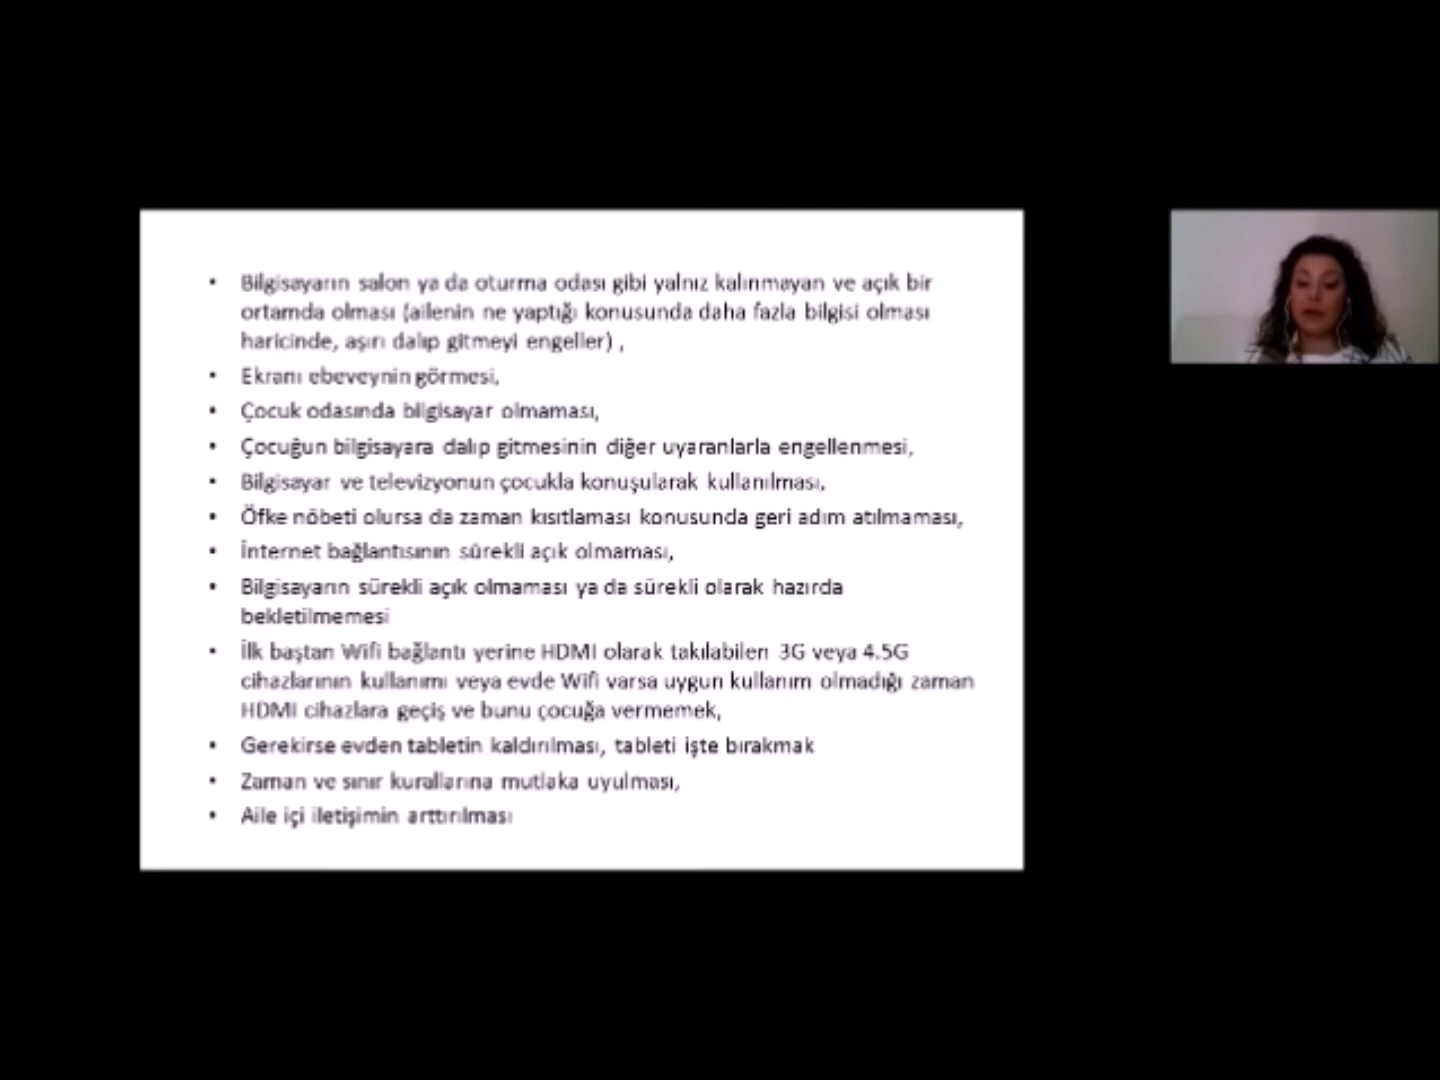 • Bilgisayarın salon ya da oturma odası gibi yalnız kalınmayan ve açık bir
ortamda olması (ailenin ne yaptığı konusunda daha fazla bilgisi olması
haricinde, aşırı dalıp gitmeyi engeller) ,
• Ekranı ebeveynin görmesi,
• Çocuk odasında bilgisayar olmaması,
• Çocuğun bilgisayara dalıp gitmesinin diğer uyaranlarla engellenmesi,
• Bilgisayar ve televizyonun çocukla konuşularak kullanılması,
• Öfke nöbeti olursa da zaman kısıtlaması konusunda geri adım atılmaması,
• İnternet bağlantısının sürekli açık olmaması,
• Bilgisayarın sürekli açık olmaması ya da sürekli olarak hazırda
bekletilmemesi
• İlk baştan Wifi bağlantı yerine HDMI olarak takılabilen 3G veya 4.5G
cihazlarının kullanımı veya evde Wifi varsa uygun kullanım olmadığı zaman
HDMI cihazlara geçiş ve bunu çocuğa vermemek,
• Gerekirse evden tabletin kaldırılması, tableti işte bırakmak
• Zaman ve sınır kurallarına mutlaka uyulması,
• Aile içi iletişimin arttırılması